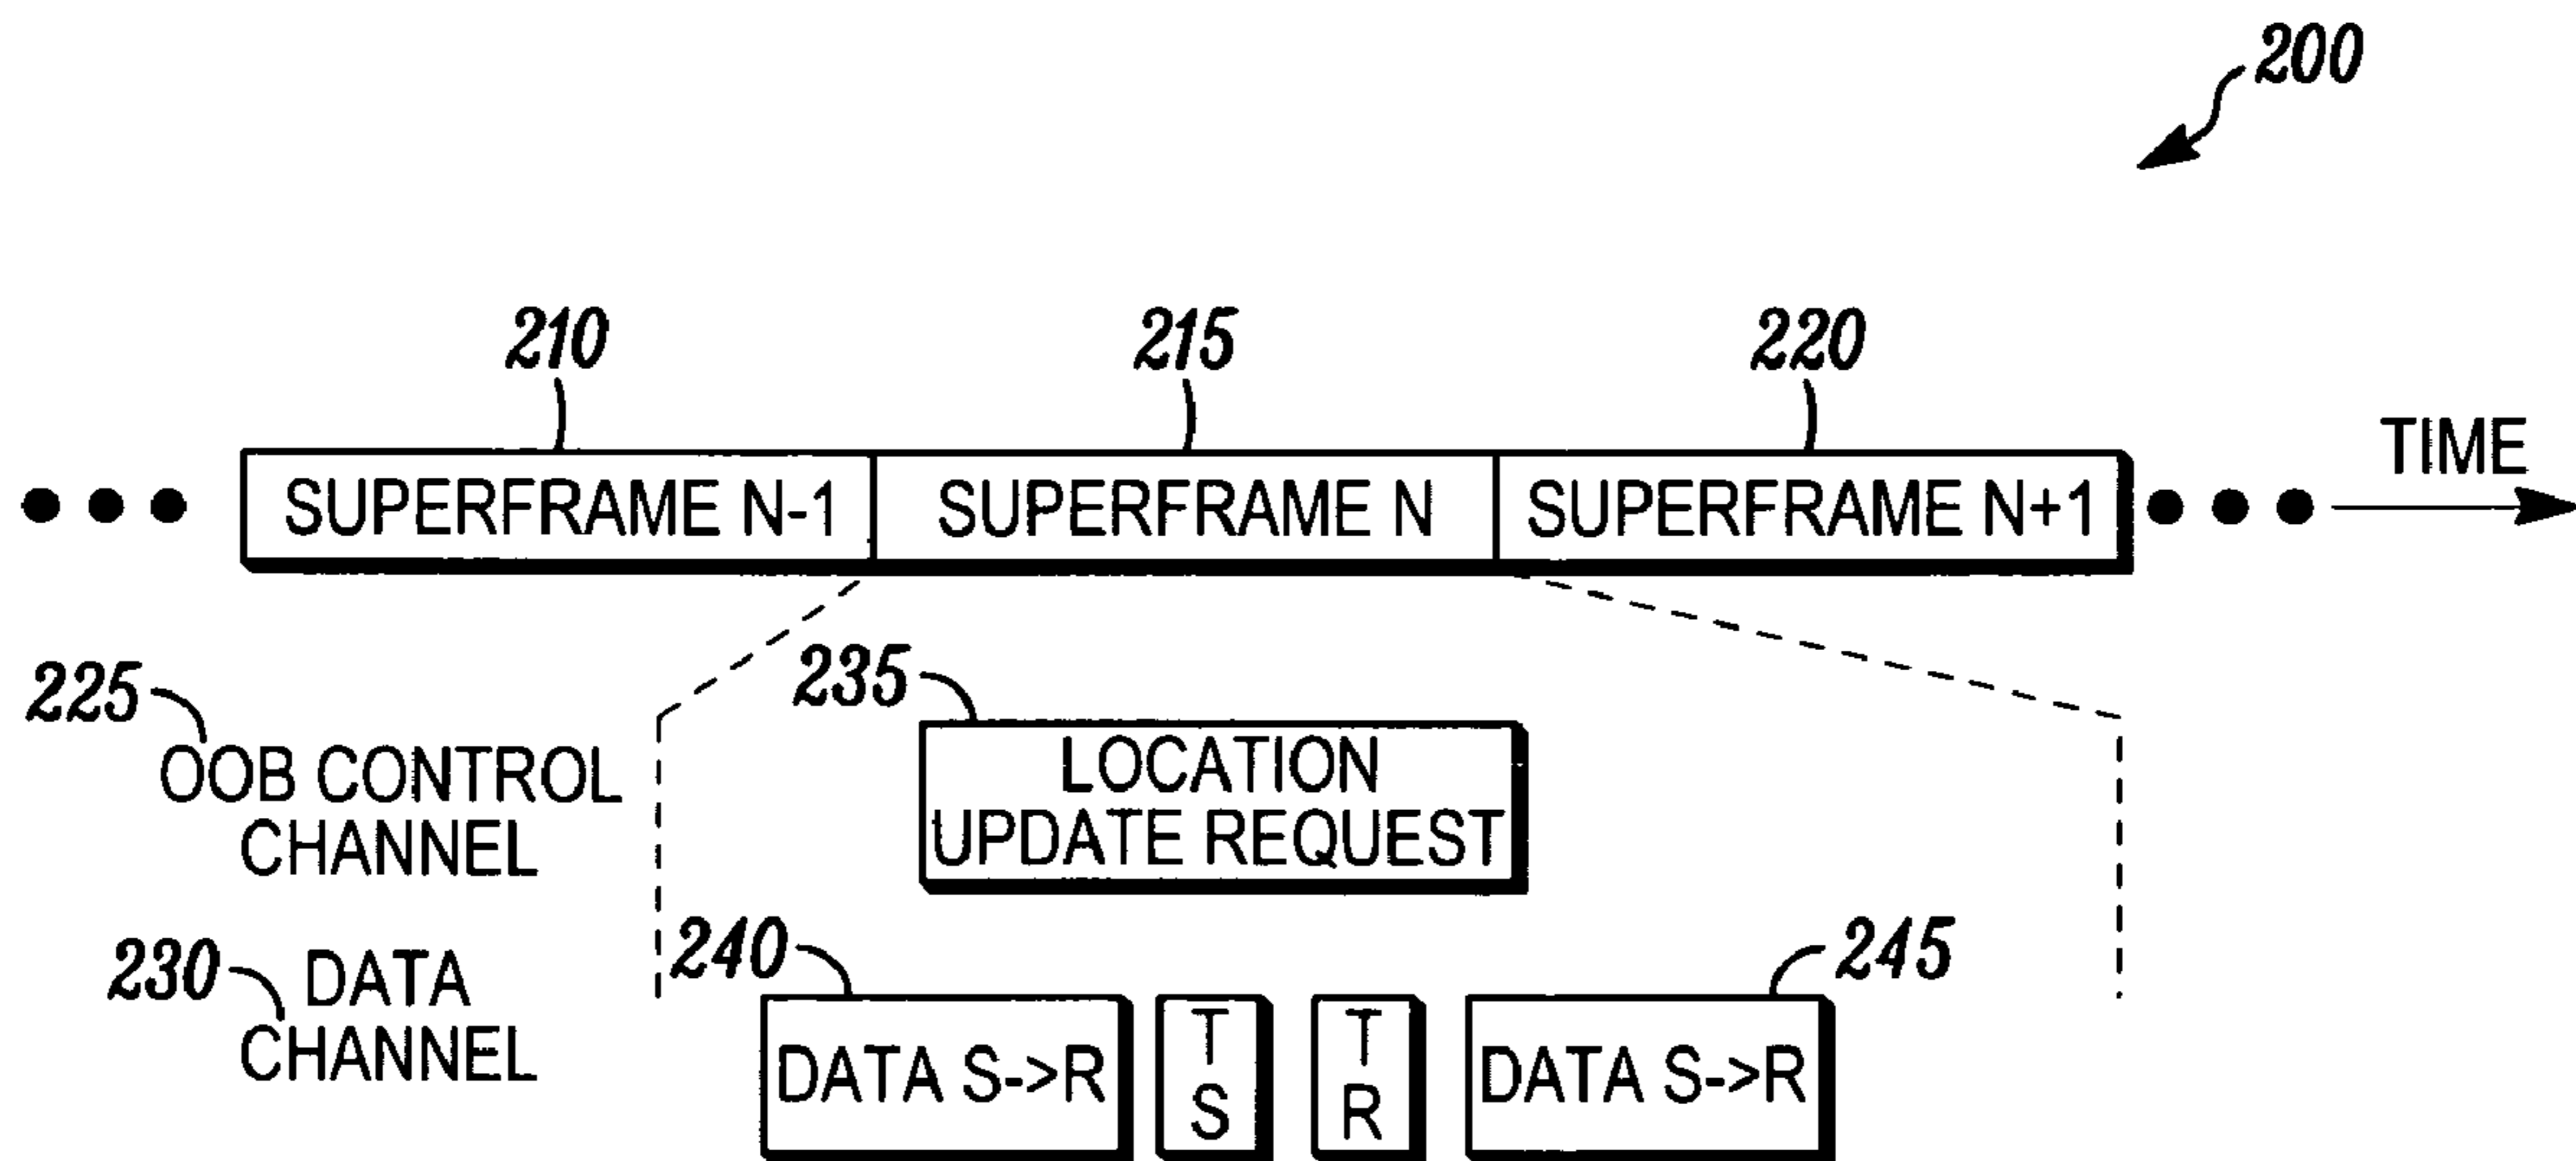 200
210 215 220
TIME
SUPERFRAME N-1 SUPERFRAME N SUPERFRAME N+1
225
235
OOB CONTROL
CHANNEL
LOCATION
UPDATE REQUEST
230
DATA
CHANNEL
240
245
DATA S->R
T
S
T
R
DATA S->R